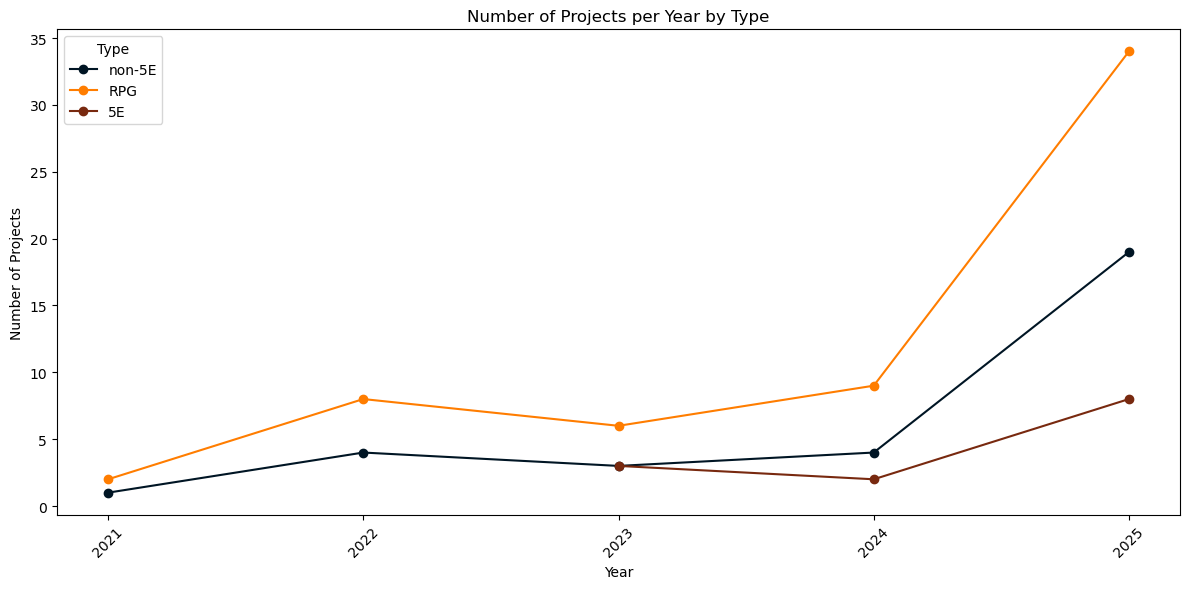 Number of Projects per Year by Type
Type
non-5E
RPG
5E
Number of Projects
35
30
25
20
15
10
5
0
2021
2022
2023
2024
2025
Year